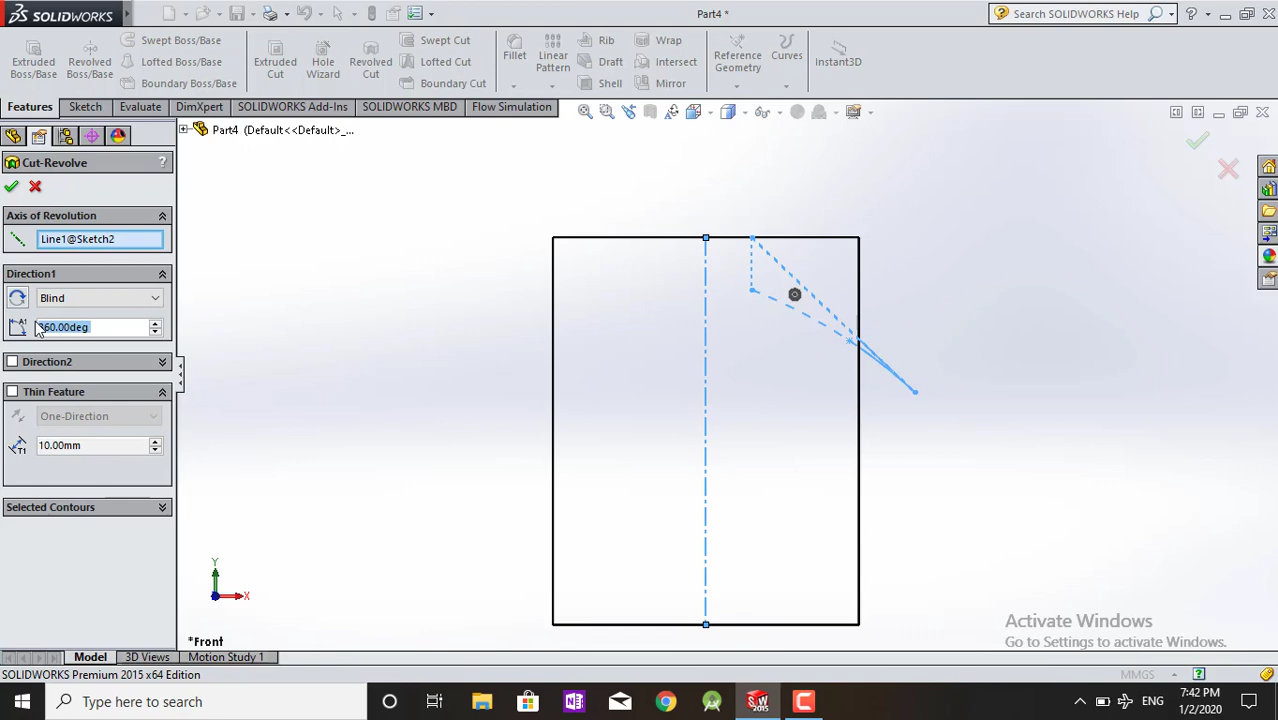 SOLIDWORKS
Part4 *
Search SOLIDWORKS Help
Extruded Boss/Base
Revolved Boss/Base
Swept Boss/Base
Lofted Boss/Base
Boundary Boss/Base
Extruded Cut
Hole Wizard
Revolved Cut
Swept Cut
Lofted Cut
Boundary Cut
Fillet
Linear Pattern
Rib
Draft
Shell
Wrap
Intersect
Mirror
Reference Geometry
Curves
Instant3D
Features
Sketch
Evaluate
DimXpert
SOLIDWORKS Add-Ins
SOLIDWORKS MBD
Flow Simulation
Part4 (Default<<Default>_...
Cut-Revolve
?
Axis of Revolution
Line1@Sketch2
Direction1
Blind
360.00deg
Direction2
Thin Feature
One-Direction
10.00mm
Selected Contours
Y
X
*Front
Activate Windows
Go to Settings to activate Windows.
Model
3D Views
Motion Study 1
SOLIDWORKS Premium 2015 x64 Edition
MMGS
Type here to search
ENG
7:42 PM
1/2/2020